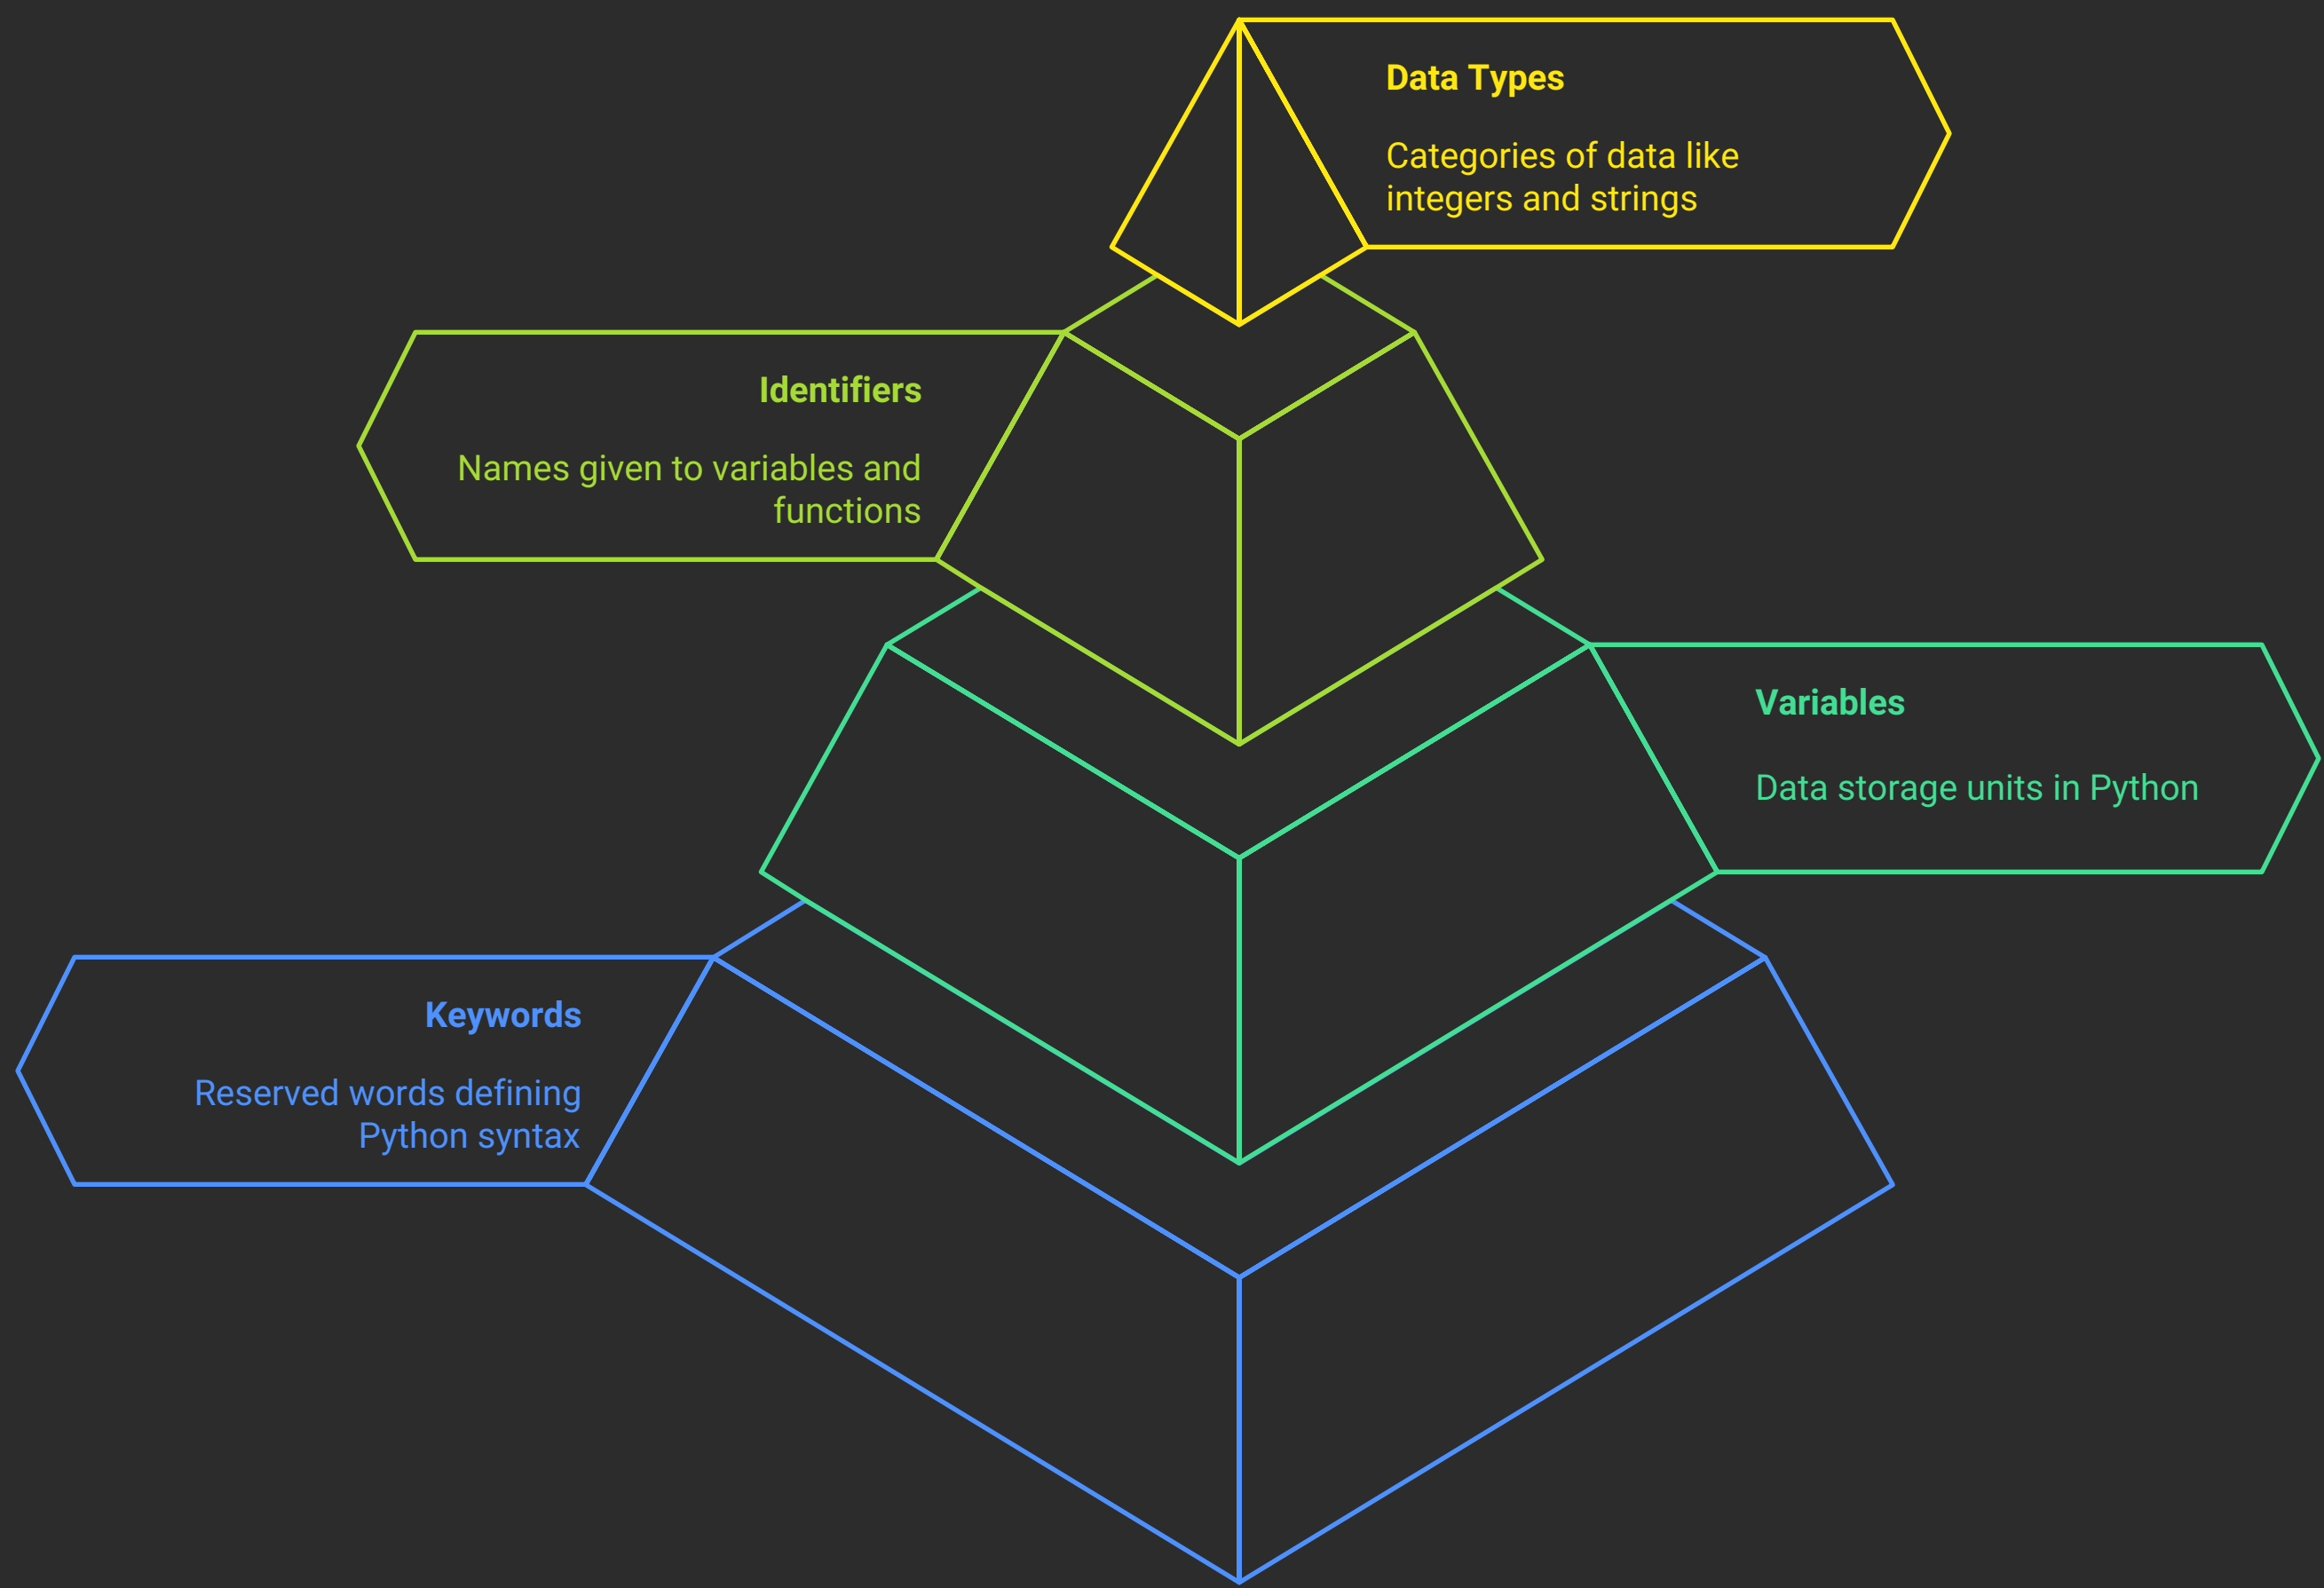 Data Types
Categories of data like
integers and strings
Identifiers
Names given to variables and
functions
Variables
Data storage units in Python
Keywords
Reserved words defining
Python syntax